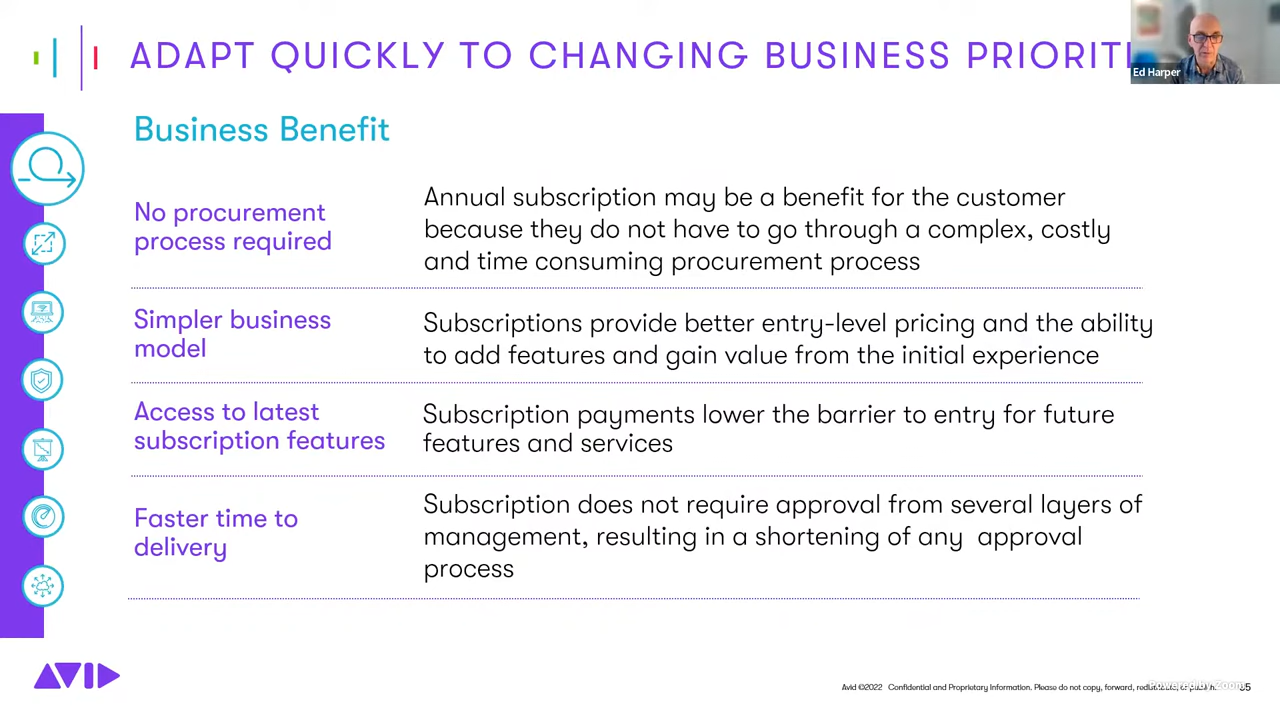 ADAPT QUICKLY TO CHANGING BUSINESS PRIORITI
Ed Harper
Business Benefit
No procurement
process required
Annual subscription may be a benefit for the customer
because they do not have to go through a complex, costly
and time consuming procurement process
Simpler business
model
Subscriptions provide better entry-level pricing and the ability
to add features and gain value from the initial experience
Access to latest
subscription features
Subscription payments lower the barrier to entry for future
features and services
Faster time to
delivery
Subscription does not require approval from several layers of
management, resulting in a shortening of any approval
process
AVID
Avid ©2022 Confidential and Proprietary Information. Please do not copy, forward,
Powered by Zoom